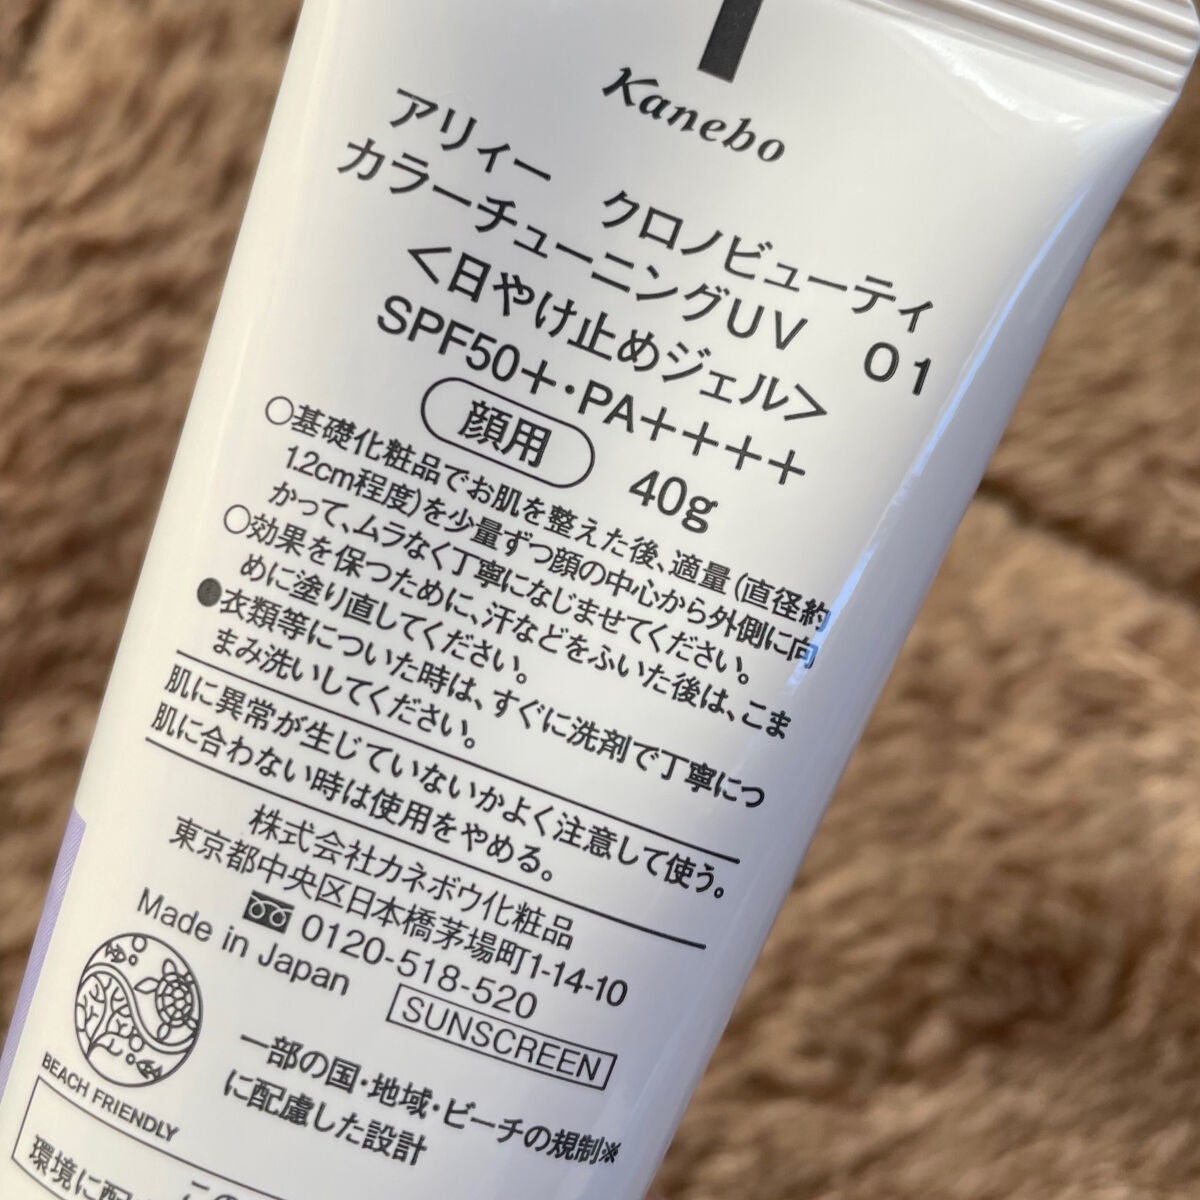 Kanebo
アリィー クロノビューティ
カラーチューニングUV 01
<日やけ止めジェル>
SPF50+・PA++++
顔用 40g
○基礎化粧品でお肌を整えた後、適量(直径約
1.2cm程度)を少量ずつ顔の中心から外側に向
かって、ムラなく丁寧になじませてください。
○効果を保つために、汗などをふいた後は、こま
めに塗り直してください。
●衣類等についた時は、すぐに洗剤で丁寧につ
まみ洗いしてください。
肌に異常が生じていないかよく注意して使う。
肌に合わない時は使用をやめる。
株式会社カネボウ化粧品
東京都中央区日本橋茅場町1-14-10
0120-518-520
Made in Japan
SUNSCREEN
BEACH FRIENDLY
一部の国・地域・ビーチの規制※
に配慮した設計
環境に配
この